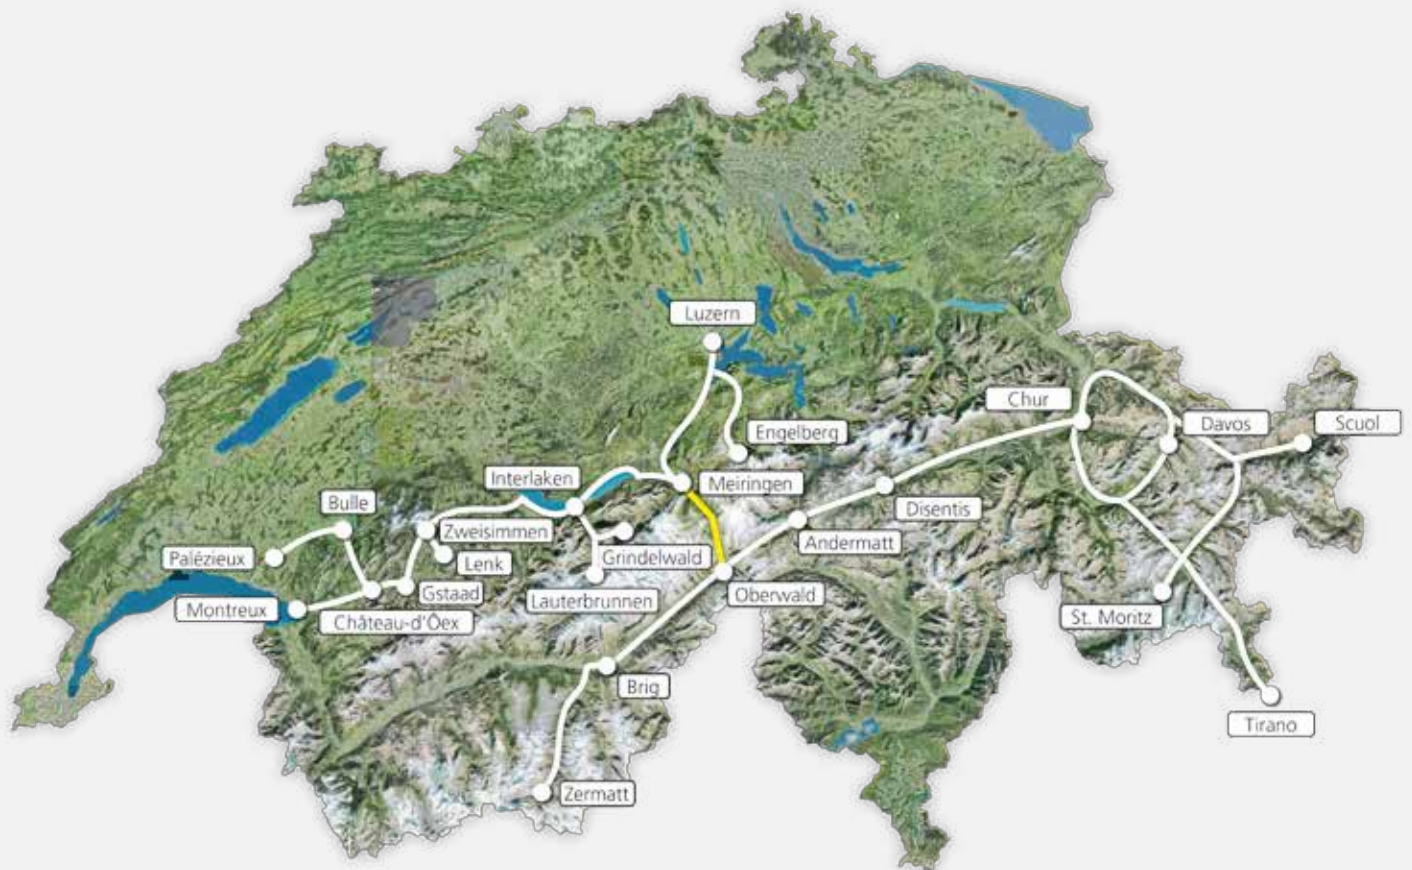 Luzern
Chur
Davos
Scuol
Engelberg
Interlaken
Meiringen
Bulle
Disentis
Zweisimmen
Andermatt
Palézieux
Grindelwald
Lenk
Gstaad
Oberwald
Lauterbrunnen
Montreux
Château-d'Öex
St. Moritz
Brig
Tirano
Zermatt